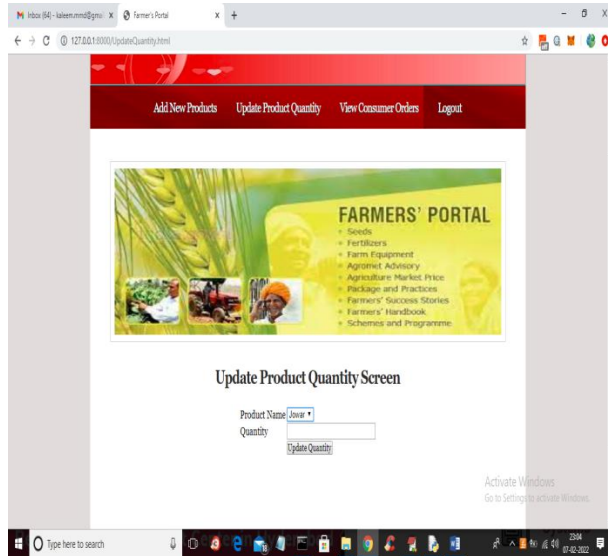 Inbox (64) - kaleem.mmd@gmai
Farmer's Portal
127.0.0.1:8000/UpdateQuantity.html
Add New Products Update Product Quantity View Consumer Orders Logout
FARMERS' PORTAL
Seeds
Fertilizers
Farm Equipment
Agromet Advisory
Agriculture Market Price
Package and Practices
Farmers' Success Stories
Farmers' Handbook
Schemes and Programme
Update Product Quantity Screen
Product Name Jowar
Quantity
Update Quantity
Activate Windows
Go to Settings to activate Windows.
Type here to search
23:04
07-02-2022